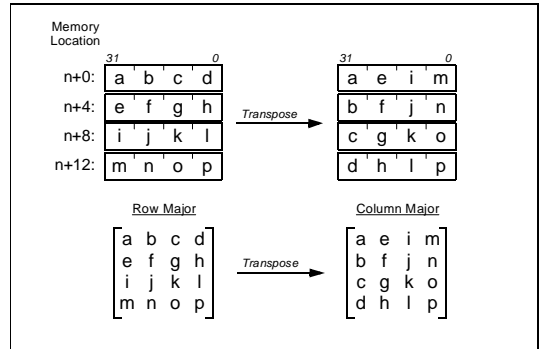 Memory
Location
31 0 31 0
n+0: a b c d a e i m
n+4: e f g h Transpose b f j n
n+8: i j k l c g k o
n+12: m n o p d h l p
Row Major Column Major
a b c d a e i m
e f g h Transpose b f j n
i j k l c g k o
m n o p d h l p